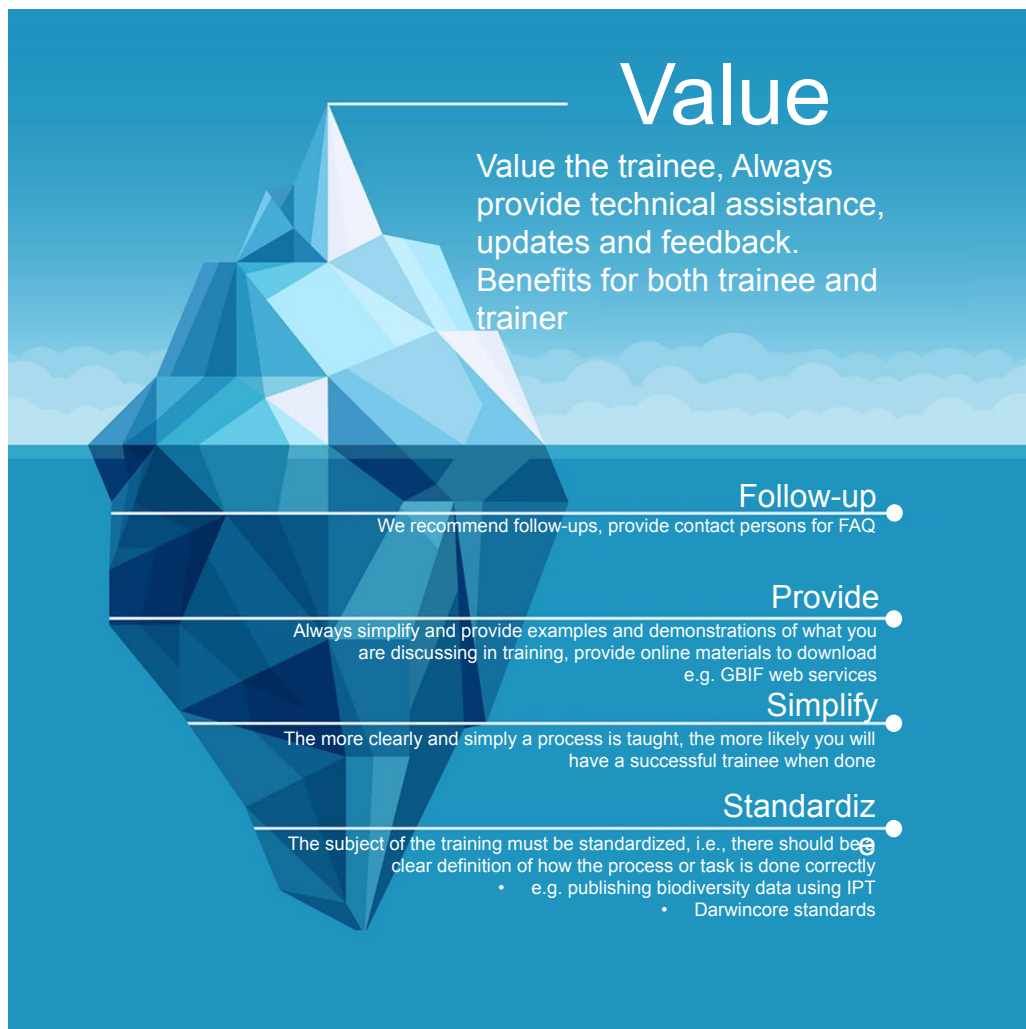 Value
Value the trainee, Always
provide technical assistance,
updates and feedback.
Benefits for both trainee and
trainer
Follow-up
We recommend follow-ups, provide contact persons for FAQ
Provide
Always simplify and provide examples and demonstrations of what you
are discussing in training, provide online materials to download
e.g. GBIF web services
Simplify
The more clearly and simply a process is taught, the more likely you will
have a successful trainee when done
Standardiz
e
The subject of the training must be standardized, i.e., there should be a
clear definition of how the process or task is done correctly
• e.g. publishing biodiversity data using IPT
• Darwincore standards